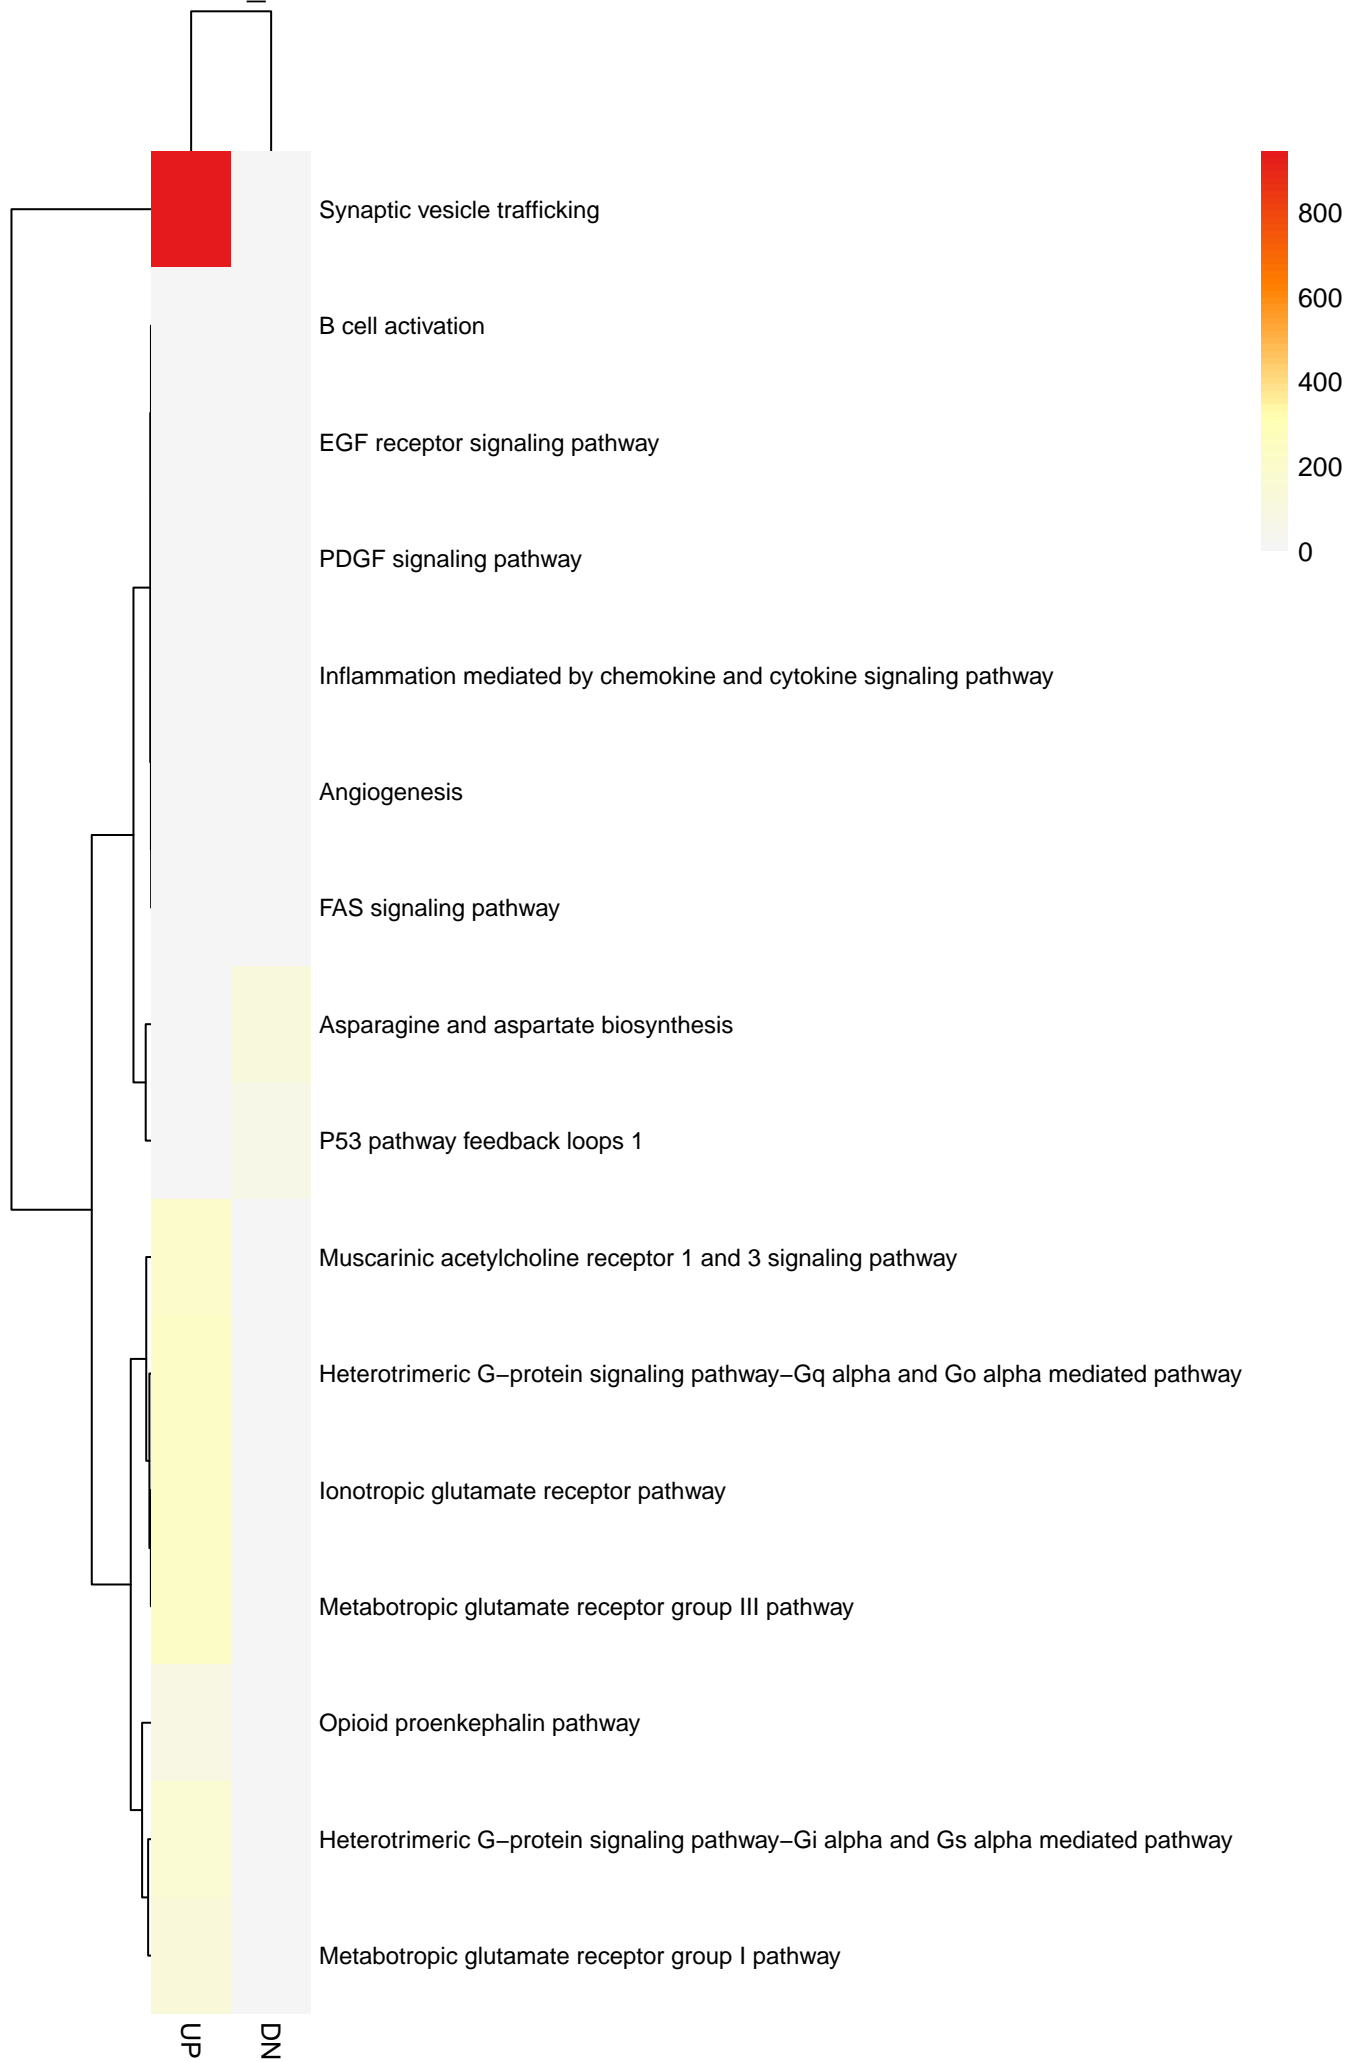 Synaptic vesicle trafficking
B cell activation
EGF receptor signaling pathway
PDGF signaling pathway
Inflammation mediated by chemokine and cytokine signaling pathway
Angiogenesis
FAS signaling pathway
Asparagine and aspartate biosynthesis
P53 pathway feedback loops 1
Muscarinic acetylcholine receptor 1 and 3 signaling pathway
Heterotrimeric G−protein signaling pathway−Gq alpha and Go alpha mediated pathway
Ionotropic glutamate receptor pathway
Metabotropic glutamate receptor group III pathway
Opioid proenkephalin pathway
Heterotrimeric G−protein signaling pathway−Gi alpha and Gs alpha mediated pathway
Metabotropic glutamate receptor group I pathway
UP
DN
800
600
400
200
0